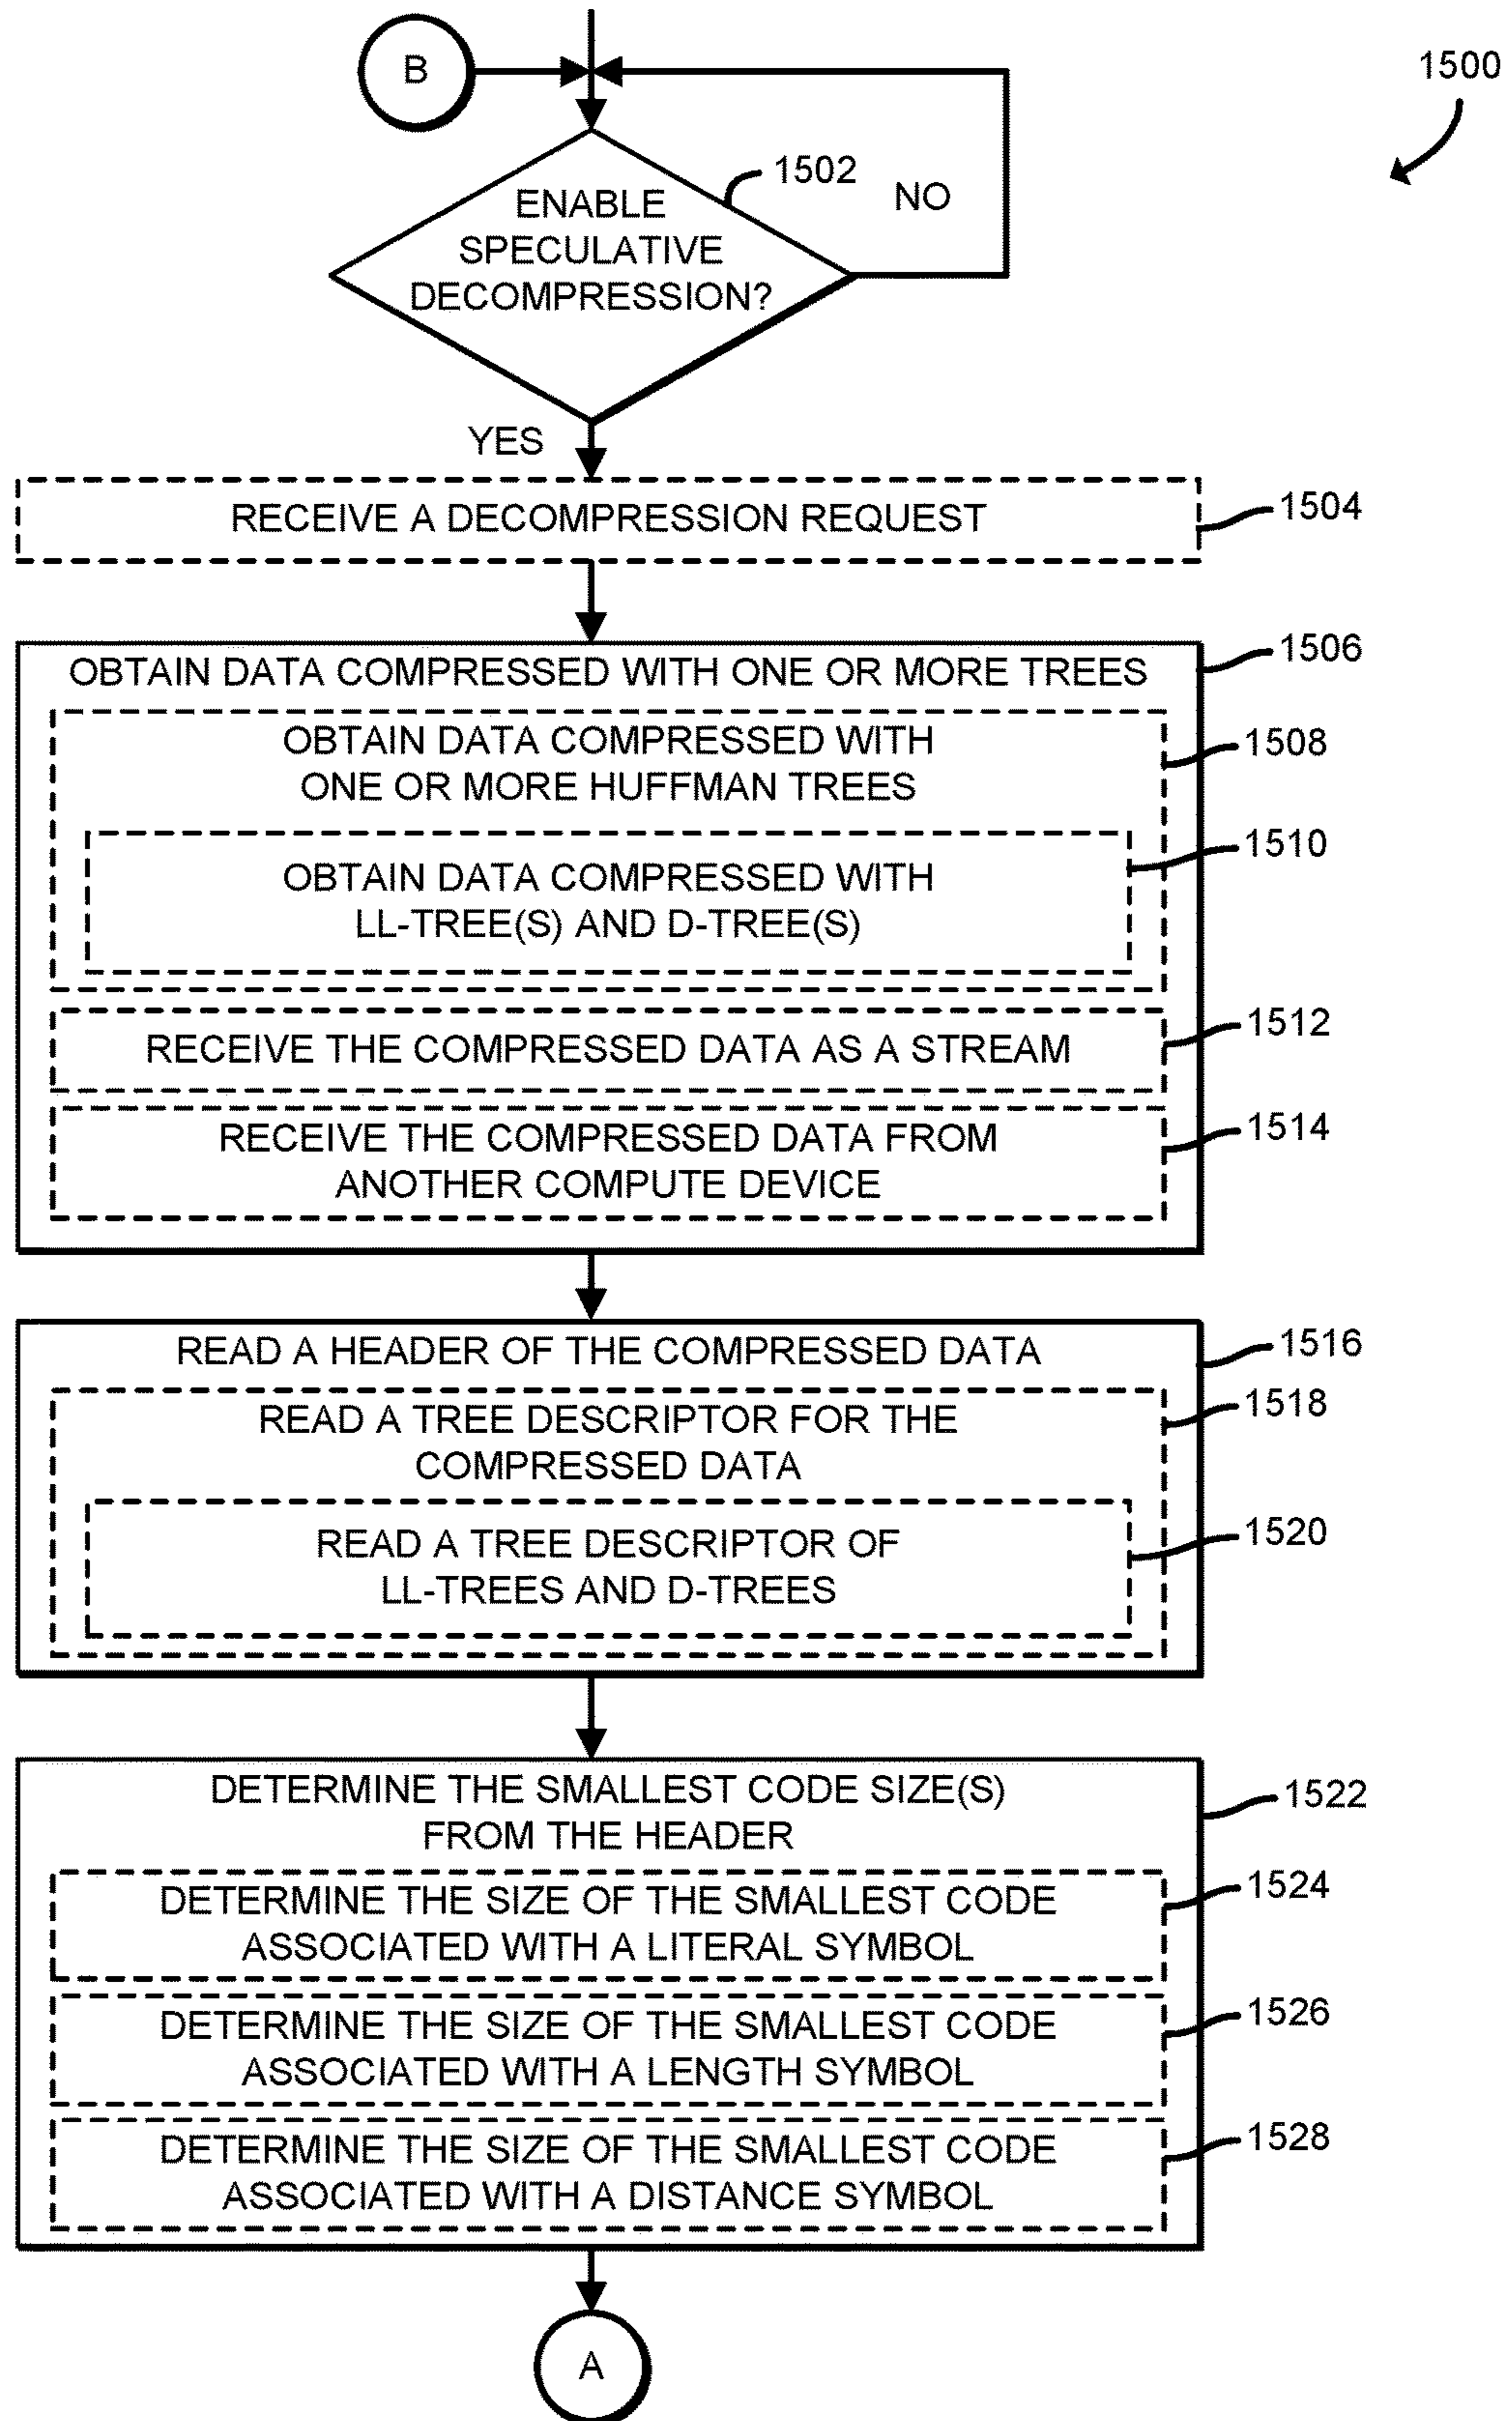 B
1500
1502
NO
ENABLE
SPECULATIVE
DECOMPRESSION?
YES
RECEIVE A DECOMPRESSION REQUEST
1504
OBTAIN DATA COMPRESSED WITH ONE OR MORE TREES
1506
OBTAIN DATA COMPRESSED WITH
ONE OR MORE HUFFMAN TREES
1508
OBTAIN DATA COMPRESSED WITH
LL-TREE(S) AND D-TREE(S)
1510
RECEIVE THE COMPRESSED DATA AS A STREAM
1512
RECEIVE THE COMPRESSED DATA FROM
ANOTHER COMPUTE DEVICE
1514
READ A HEADER OF THE COMPRESSED DATA
1516
READ A TREE DESCRIPTOR FOR THE
COMPRESSED DATA
1518
READ A TREE DESCRIPTOR OF
LL-TREES AND D-TREES
1520
DETERMINE THE SMALLEST CODE SIZE(S)
FROM THE HEADER
1522
DETERMINE THE SIZE OF THE SMALLEST CODE
ASSOCIATED WITH A LITERAL SYMBOL
1524
DETERMINE THE SIZE OF THE SMALLEST CODE
ASSOCIATED WITH A LENGTH SYMBOL
1526
DETERMINE THE SIZE OF THE SMALLEST CODE
ASSOCIATED WITH A DISTANCE SYMBOL
1528
A